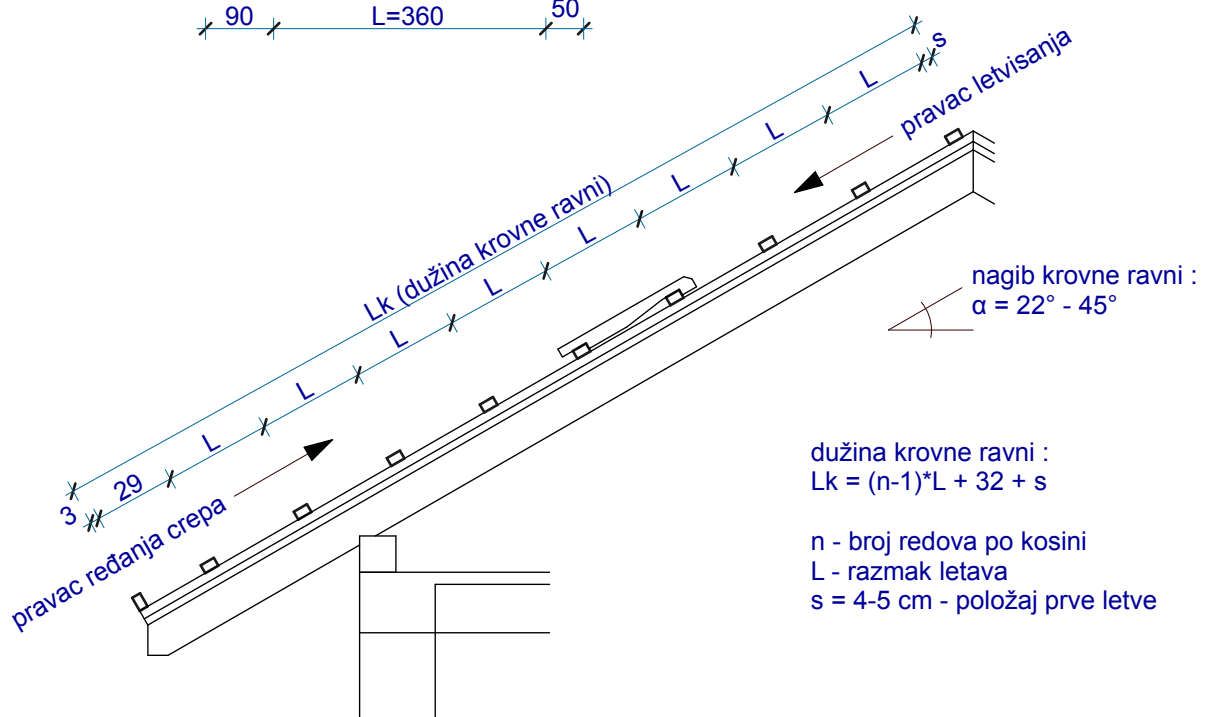 90 L=360 50
s
L
L
L
L
L
L
L
L
29
3
Lk (dužina krovne ravni)
pravac letvisanja
pravac ređanja crepa
nagib krovne ravni :
α = 22° - 45°
dužina krovne ravni :
Lk = (n-1)*L + 32 + s
n - broj redova po kosini
L - razmak letava
s = 4-5 cm - položaj prve letve